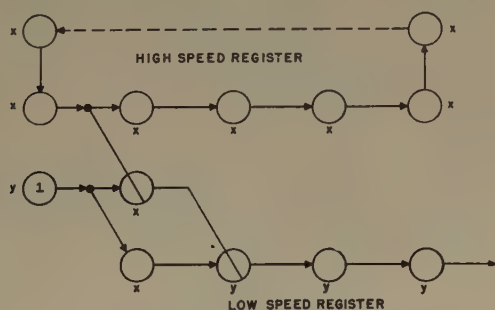 x x
HIGH SPEED REGISTER
x x
x x x
y 1
x
x y y y
LOW SPEED REGISTER